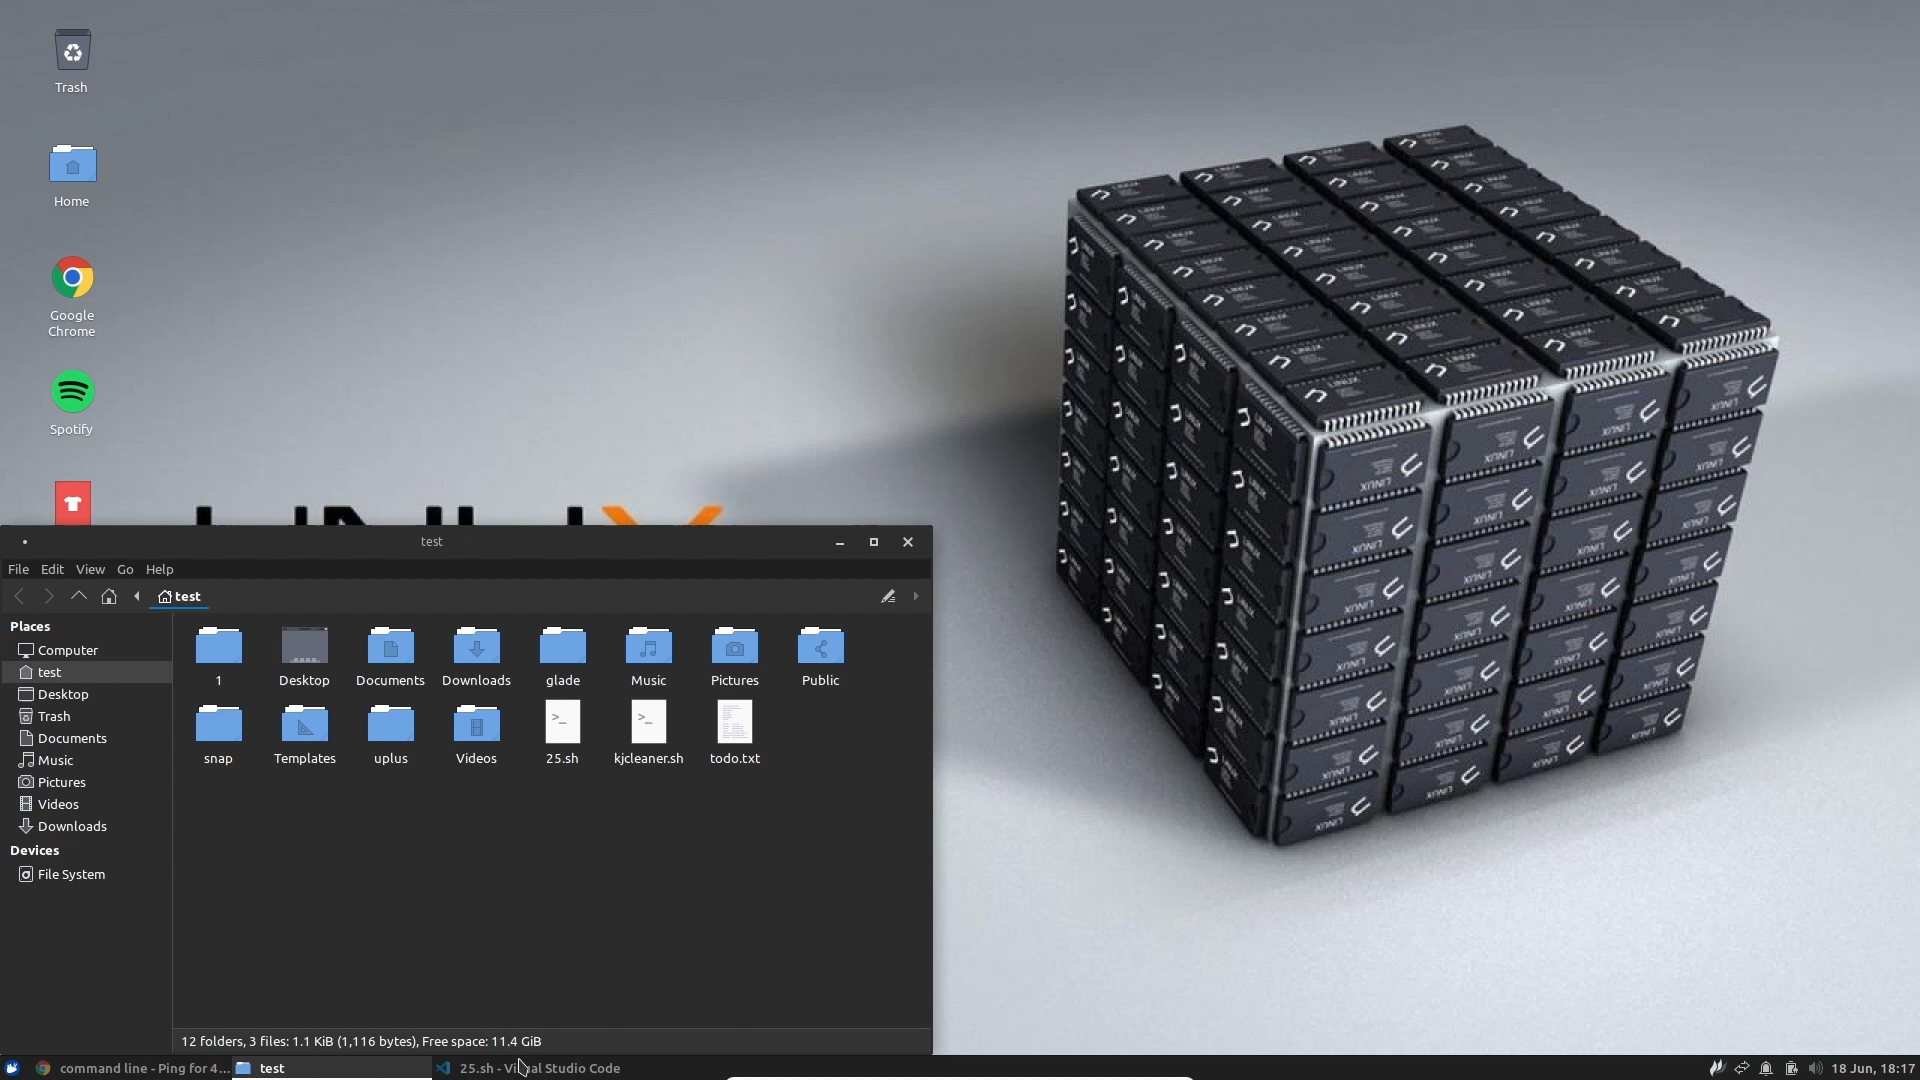 Trash
Home
Google
Chrome
Spotify
test
File Edit View Go Help
test
Places
Computer
test
Desktop
Trash
Documents
Music
Pictures
Videos
Downloads
Devices
File System
1 Desktop Documents Downloads glade Music Pictures Public
snap Templates uplus Videos 25.sh kjcleaner.sh todo.txt
12 folders, 3 files: 1.1 KiB (1,116 bytes), Free space: 11.4 GiB
command line - Ping for 4... test 25.sh - Visual Studio Code 18 Jun, 18:17
LINUX